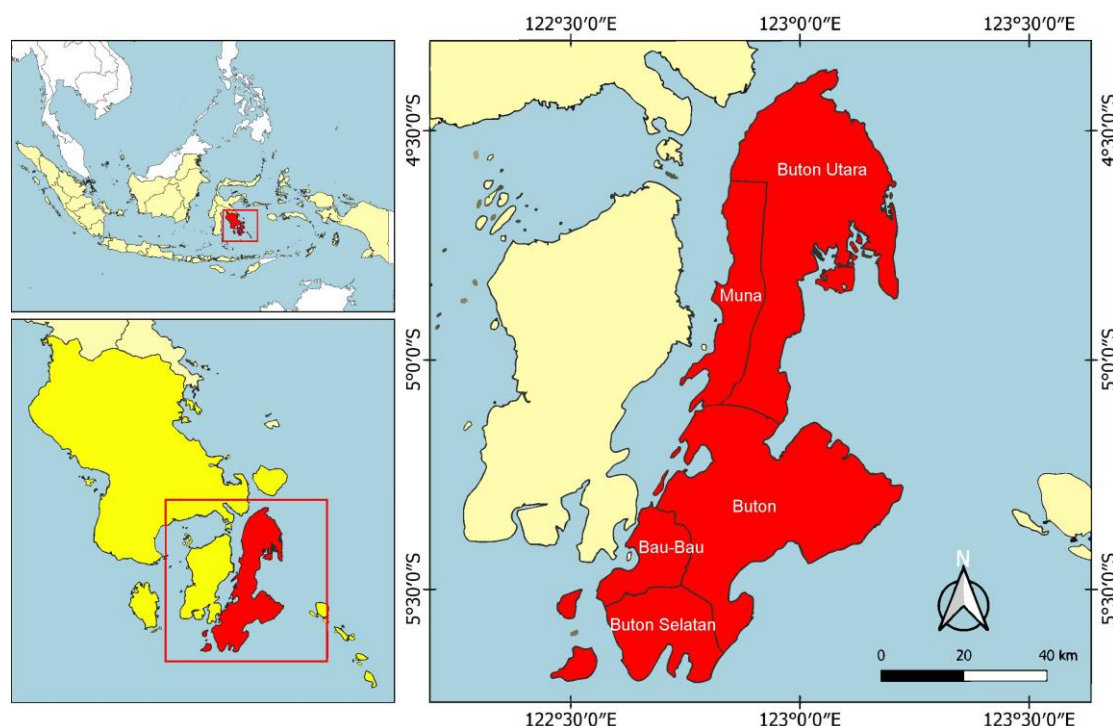 122°30'0"E 123°0'0"E 123°30'0"E
4°30'0"S
4°30'0"S
Buton Utara
Muna
5°0'0"S
5°0'0"S
Buton
Bau-Bau
N
5°30'0"S
5°30'0"S
Buton Selatan
0 20 40 km
122°30'0"E 123°0'0"E 123°30'0"E